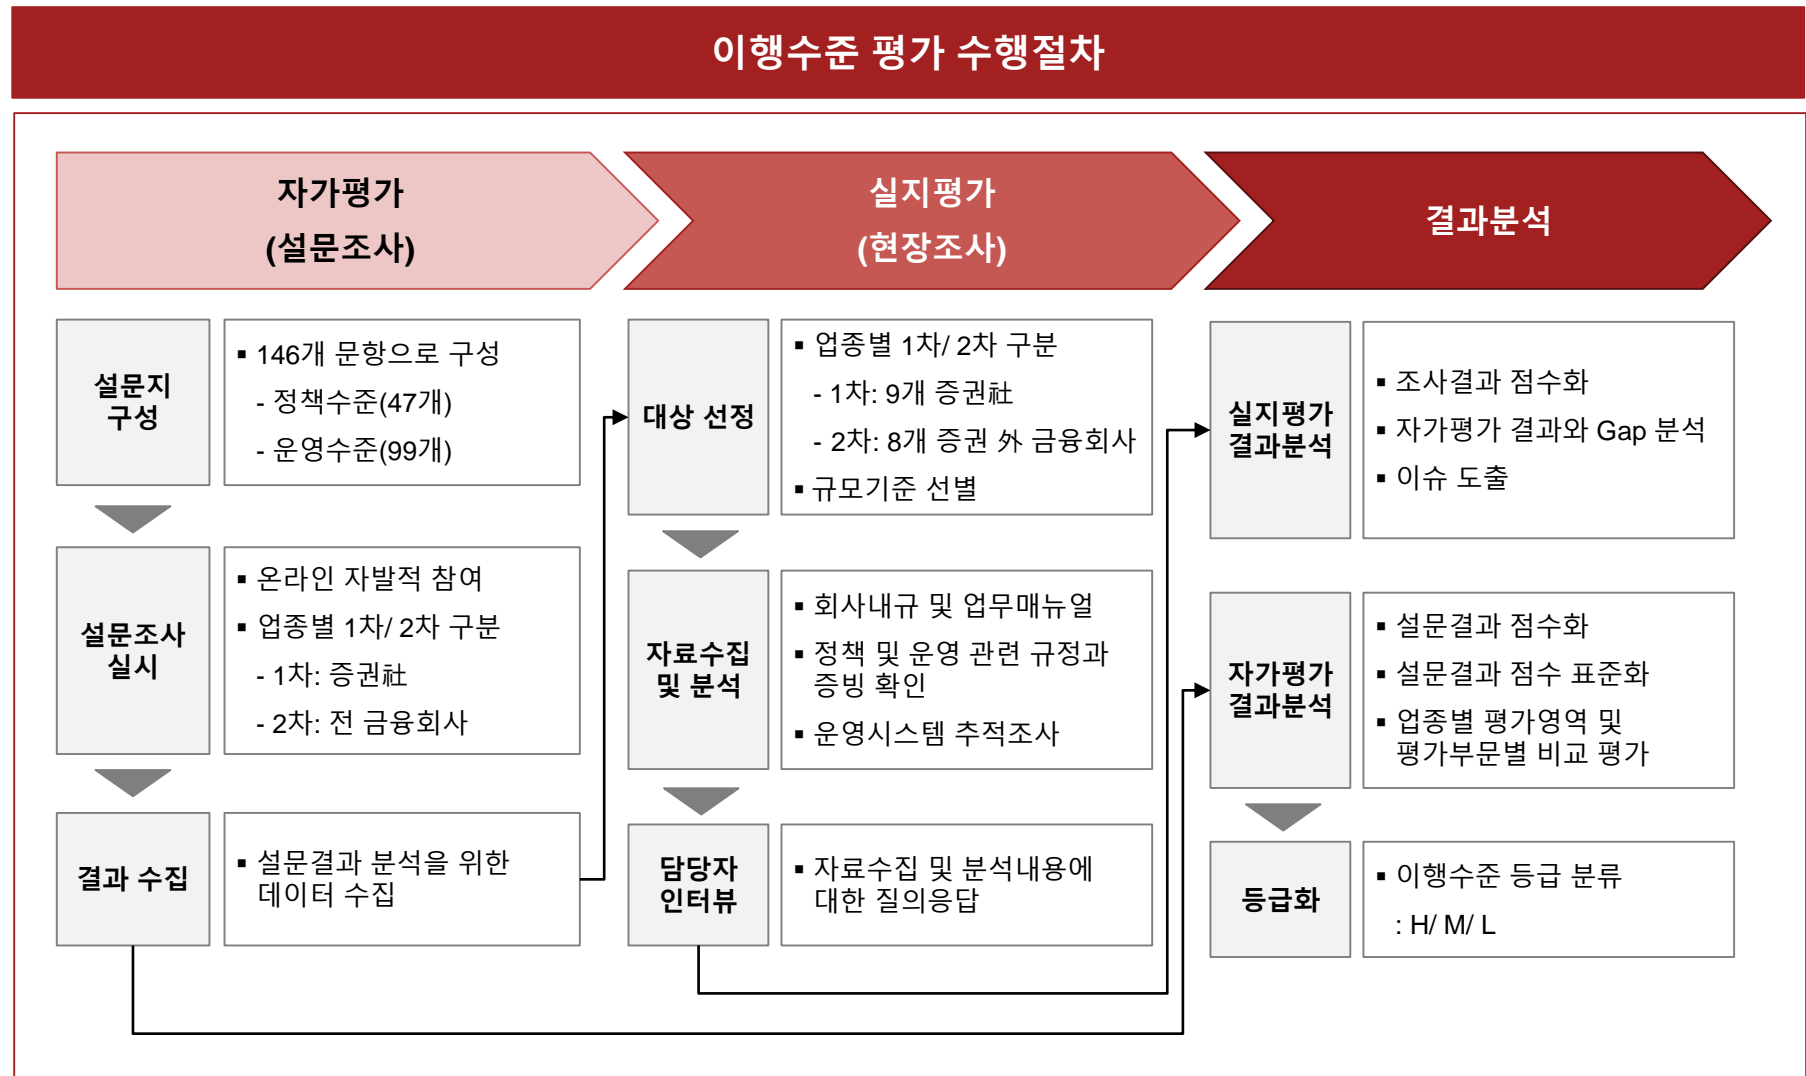 이행수준 평가 수행절차
자가평가
(설문조사)
실지평가
(현장조사)
결과분석
설문지
구성
▪ 146개 문항으로 구성
- 정책수준(47개)
- 운영수준(99개)
설문조사
실시
▪ 온라인 자발적 참여
▪ 업종별 1차/ 2차 구분
- 1차: 증권社
- 2차: 전 금융회사
결과 수집
▪ 설문결과 분석을 위한
데이터 수집
대상 선정
▪ 업종별 1차/ 2차 구분
- 1차: 9개 증권社
- 2차: 8개 증권 外 금융회사
▪ 규모기준 선별
자료수집
및 분석
▪ 회사내규 및 업무매뉴얼
▪ 정책 및 운영 관련 규정과
증빙 확인
▪ 운영시스템 추적조사
담당자
인터뷰
▪ 자료수집 및 분석내용에
대한 질의응답
실지평가
결과분석
▪ 조사결과 점수화
▪ 자가평가 결과와 Gap 분석
▪ 이슈 도출
자가평가
결과분석
▪ 설문결과 점수화
▪ 설문결과 점수 표준화
▪ 업종별 평가영역 및
평가부문별 비교 평가
등급화
▪ 이행수준 등급 분류
: H/ M/ L